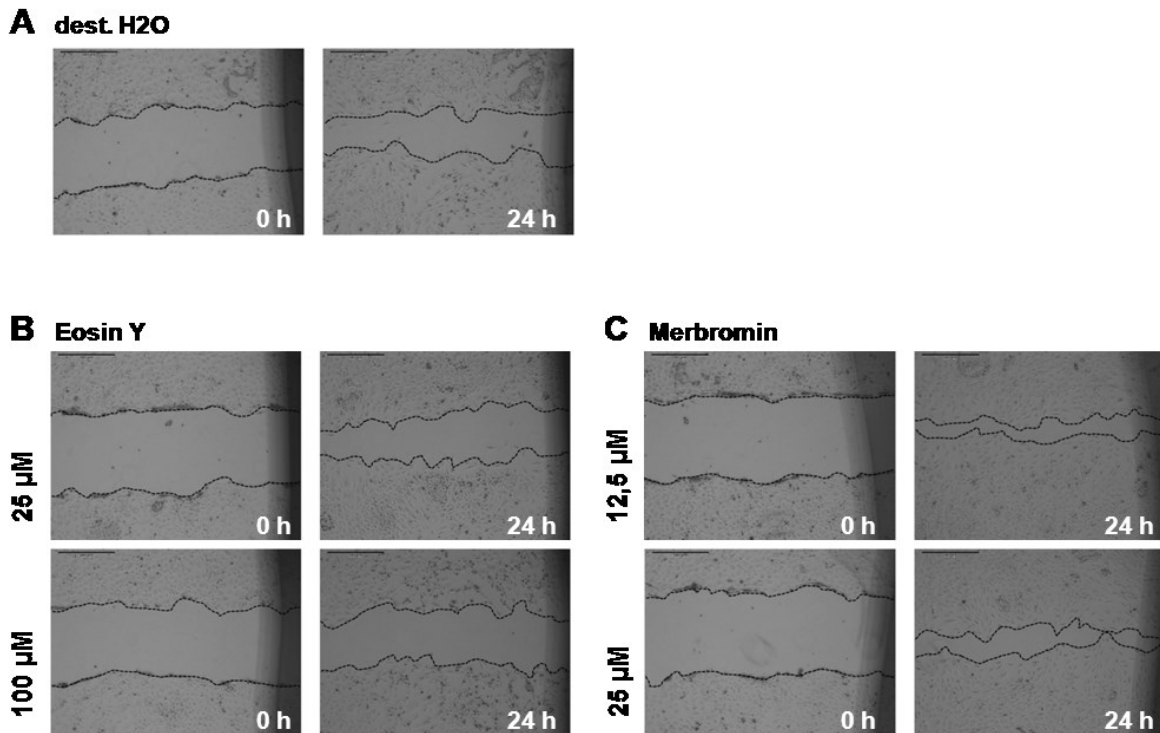 A dest. H2O
0 h
24 h
B Eosin Y
C Merbromin
25 µM
0 h
24 h
12,5 µM
0 h
24 h
100 µM
0 h
24 h
25 µM
0 h
24 h